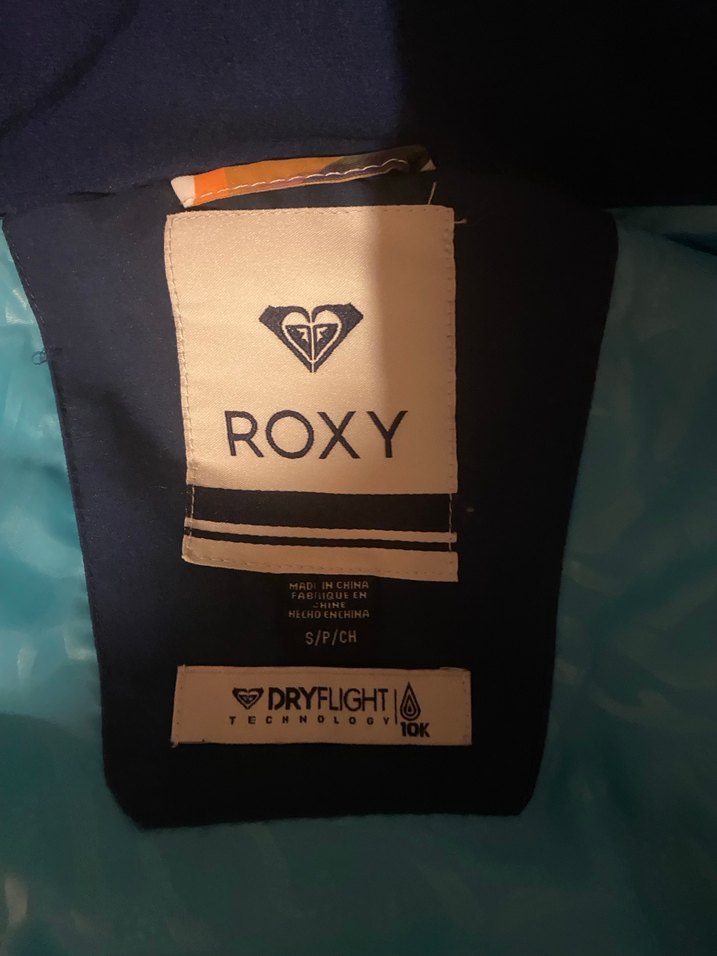 ROXY
MADE IN CHINA
FABRIQUE EN
CHINE
HECHO EN CHINA
S/P/CH
DRYFLIGHT
TECHNOLOGY
10K